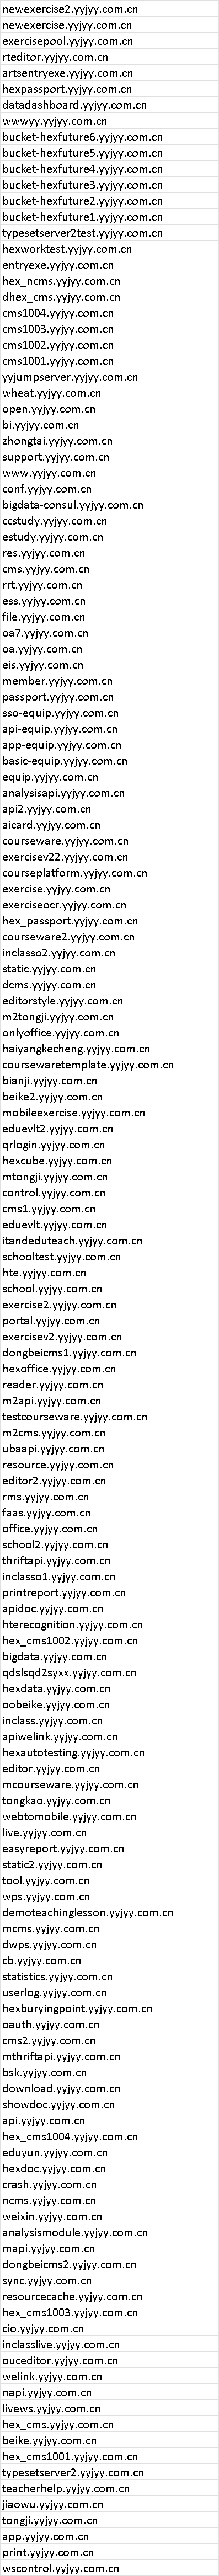 newexercise2.yyjyy.com.cn
newexercise.yyjyy.com.cn
exercisepool.yyjyy.com.cn
rteditor.yyjyy.com.cn
artsentryexe.yyjyy.com.cn
hexpassport.yyjyy.com.cn
datadashboard.yyjyy.com.cn
wwwyy.yyjyy.com.cn
bucket-hexfuture6.yyjyy.com.cn
bucket-hexfuture5.yyjyy.com.cn
bucket-hexfuture4.yyjyy.com.cn
bucket-hexfuture3.yyjyy.com.cn
bucket-hexfuture2.yyjyy.com.cn
bucket-hexfuture1.yyjyy.com.cn
typesetserver2test.yyjyy.com.cn
hexworktest.yyjyy.com.cn
entryexe.yyjyy.com.cn
hex_ncms.yyjyy.com.cn
dhex_cms.yyjyy.com.cn
cms1004.yyjyy.com.cn
cms1003.yyjyy.com.cn
cms1002.yyjyy.com.cn
cms1001.yyjyy.com.cn
yyjumpserver.yyjyy.com.cn
wheat.yyjyy.com.cn
open.yyjyy.com.cn
bi.yyjyy.com.cn
zhongtai.yyjyy.com.cn
support.yyjyy.com.cn
www.yyjyy.com.cn
conf.yyjyy.com.cn
bigdata-consul.yyjyy.com.cn
ccstudy.yyjyy.com.cn
estudy.yyjyy.com.cn
res.yyjyy.com.cn
cms.yyjyy.com.cn
rrt.yyjyy.com.cn
ess.yyjyy.com.cn
file.yyjyy.com.cn
oa7.yyjyy.com.cn
oa.yyjyy.com.cn
eis.yyjyy.com.cn
member.yyjyy.com.cn
passport.yyjyy.com.cn
sso-equip.yyjyy.com.cn
api-equip.yyjyy.com.cn
app-equip.yyjyy.com.cn
basic-equip.yyjyy.com.cn
equip.yyjyy.com.cn
analysisapi.yyjyy.com.cn
api2.yyjyy.com.cn
aicard.yyjyy.com.cn
courseware.yyjyy.com.cn
exercisev22.yyjyy.com.cn
courseplatform.yyjyy.com.cn
exercise.yyjyy.com.cn
exerciseocr.yyjyy.com.cn
hex_passport.yyjyy.com.cn
courseware2.yyjyy.com.cn
inclasso2.yyjyy.com.cn
static.yyjyy.com.cn
dcms.yyjyy.com.cn
editorstyle.yyjyy.com.cn
m2tongji.yyjyy.com.cn
onlyoffice.yyjyy.com.cn
haiyangkecheng.yyjyy.com.cn
coursewaretemplate.yyjyy.com.cn
bianji.yyjyy.com.cn
beike2.yyjyy.com.cn
mobileexercise.yyjyy.com.cn
eduevlt2.yyjyy.com.cn
qrlogin.yyjyy.com.cn
hexcube.yyjyy.com.cn
mtongji.yyjyy.com.cn
control.yyjyy.com.cn
cms1.yyjyy.com.cn
eduevlt.yyjyy.com.cn
itandeduteach.yyjyy.com.cn
schooltest.yyjyy.com.cn
hte.yyjyy.com.cn
school.yyjyy.com.cn
exercise2.yyjyy.com.cn
portal.yyjyy.com.cn
exercisev2.yyjyy.com.cn
dongbeicms1.yyjyy.com.cn
hexoffice.yyjyy.com.cn
reader.yyjyy.com.cn
m2api.yyjyy.com.cn
testcourseware.yyjyy.com.cn
m2cms.yyjyy.com.cn
ubaapi.yyjyy.com.cn
resource.yyjyy.com.cn
editor2.yyjyy.com.cn
rms.yyjyy.com.cn
faas.yyjyy.com.cn
office.yyjyy.com.cn
school2.yyjyy.com.cn
thriftapi.yyjyy.com.cn
inclasso1.yyjyy.com.cn
printreport.yyjyy.com.cn
apidoc.yyjyy.com.cn
hterecognition.yyjyy.com.cn
hex_cms1002.yyjyy.com.cn
bigdata.yyjyy.com.cn
qdslsqd2syxx.yyjyy.com.cn
hexdata.yyjyy.com.cn
oobeike.yyjyy.com.cn
inclass.yyjyy.com.cn
apiwelink.yyjyy.com.cn
hexautotesting.yyjyy.com.cn
editor.yyjyy.com.cn
mcourseware.yyjyy.com.cn
tongkao.yyjyy.com.cn
webtomobile.yyjyy.com.cn
live.yyjyy.com.cn
easyreport.yyjyy.com.cn
static2.yyjyy.com.cn
tool.yyjyy.com.cn
wps.yyjyy.com.cn
demoteachinglesson.yyjyy.com.cn
mcms.yyjyy.com.cn
dwps.yyjyy.com.cn
cb.yyjyy.com.cn
statistics.yyjyy.com.cn
userlog.yyjyy.com.cn
hexburyingpoint.yyjyy.com.cn
oauth.yyjyy.com.cn
cms2.yyjyy.com.cn
mthriftapi.yyjyy.com.cn
bsk.yyjyy.com.cn
download.yyjyy.com.cn
showdoc.yyjyy.com.cn
api.yyjyy.com.cn
hex_cms1004.yyjyy.com.cn
eduyun.yyjyy.com.cn
hexdoc.yyjyy.com.cn
crash.yyjyy.com.cn
ncms.yyjyy.com.cn
weixin.yyjyy.com.cn
analysismodule.yyjyy.com.cn
mapi.yyjyy.com.cn
dongbeicms2.yyjyy.com.cn
sync.yyjyy.com.cn
resourcecache.yyjyy.com.cn
hex_cms1003.yyjyy.com.cn
cio.yyjyy.com.cn
inclasslive.yyjyy.com.cn
ouceditor.yyjyy.com.cn
welink.yyjyy.com.cn
napi.yyjyy.com.cn
livews.yyjyy.com.cn
hex_cms.yyjyy.com.cn
beike.yyjyy.com.cn
hex_cms1001.yyjyy.com.cn
typesetserver2.yyjyy.com.cn
teacherhelp.yyjyy.com.cn
jiaowu.yyjyy.com.cn
tongji.yyjyy.com.cn
app.yyjyy.com.cn
print.yyjyy.com.cn
wscontrol.yyjyy.com.cn